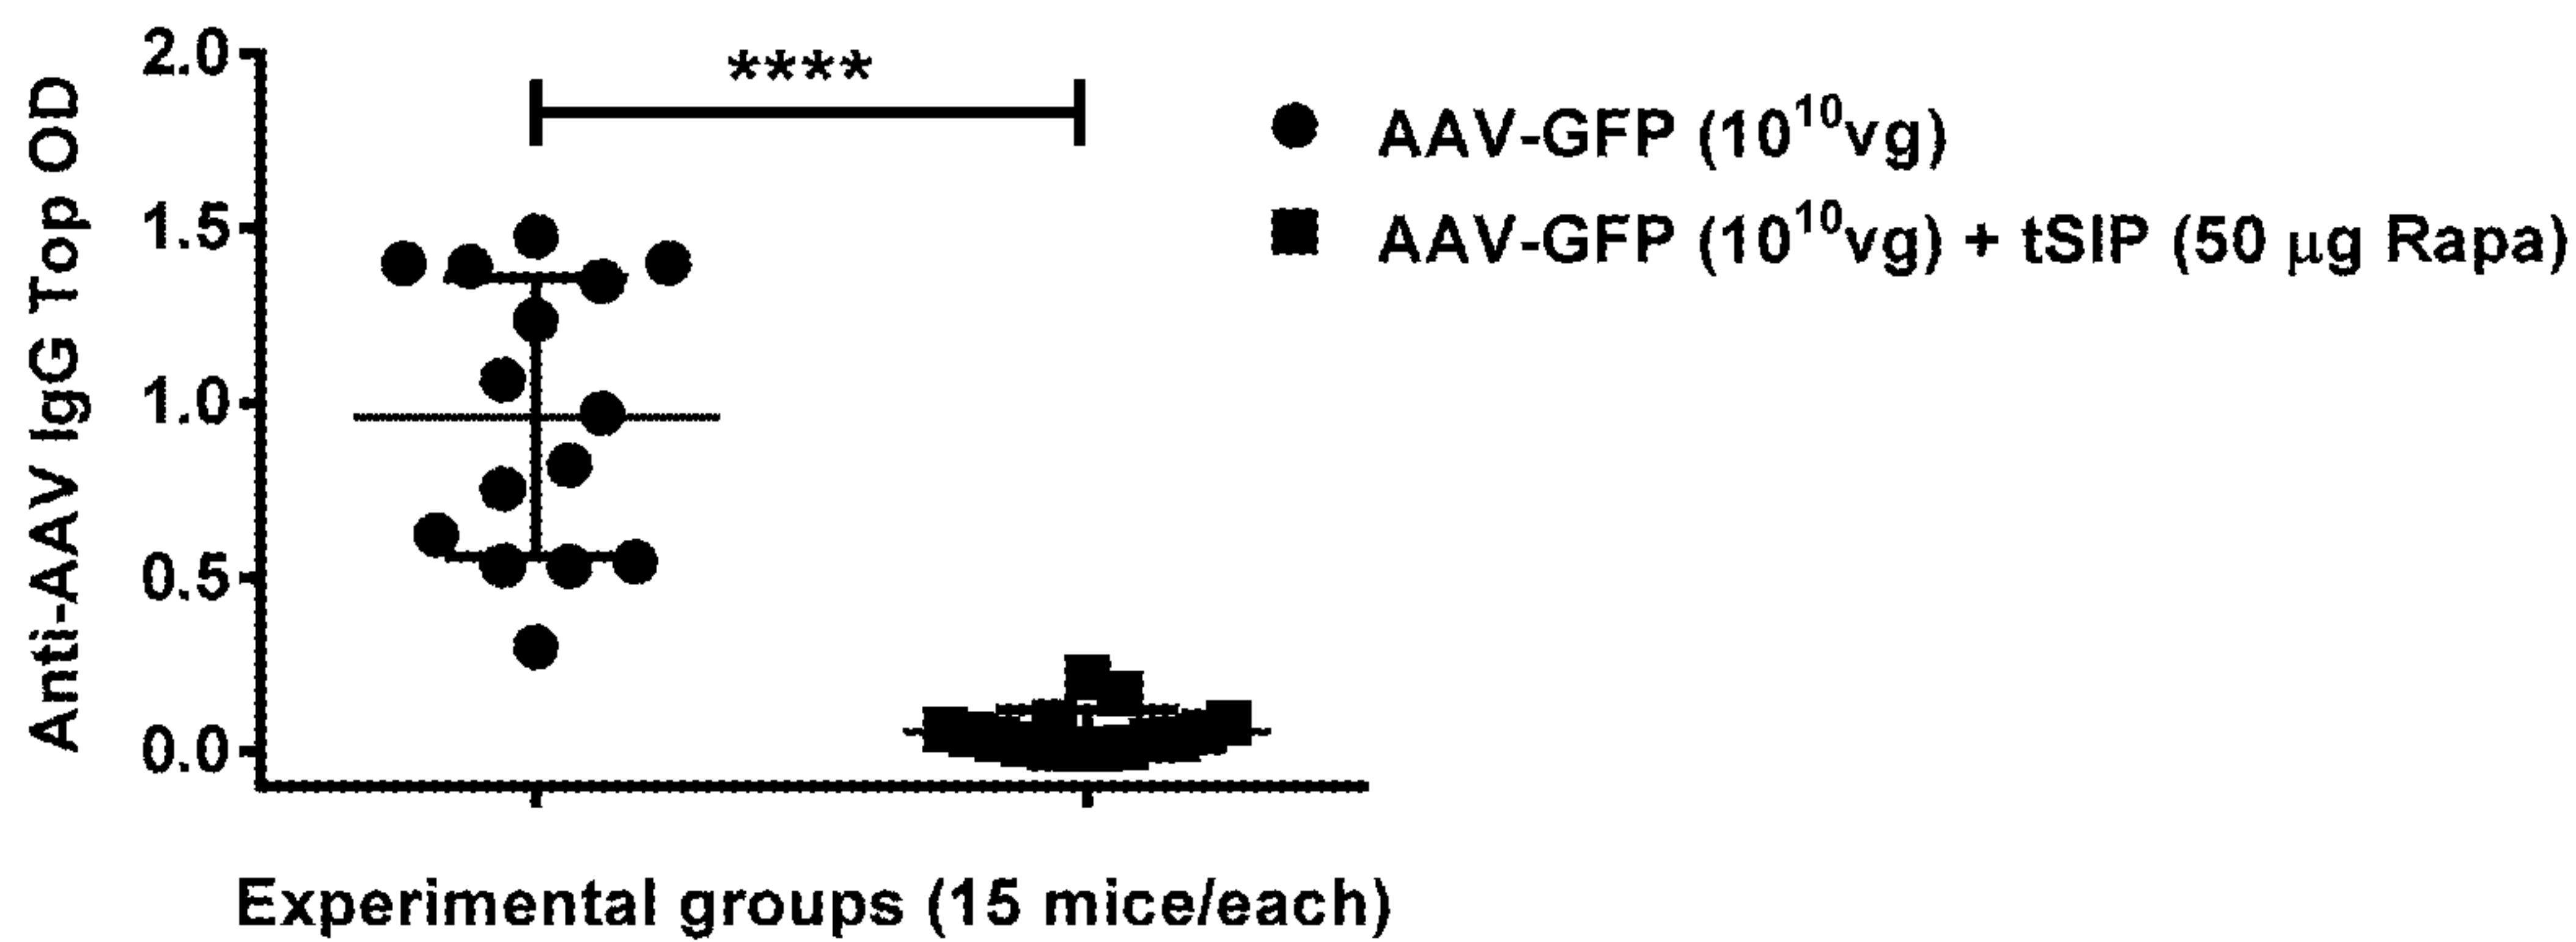 Anti-AAV IgG Top OD
2.0
1.5
1.0
0.5
0.0
****
AAV-GFP (10¹⁰vg)
AAV-GFP (10¹⁰vg) + tSIP (50 μg Rapa)
Experimental groups (15 mice/each)